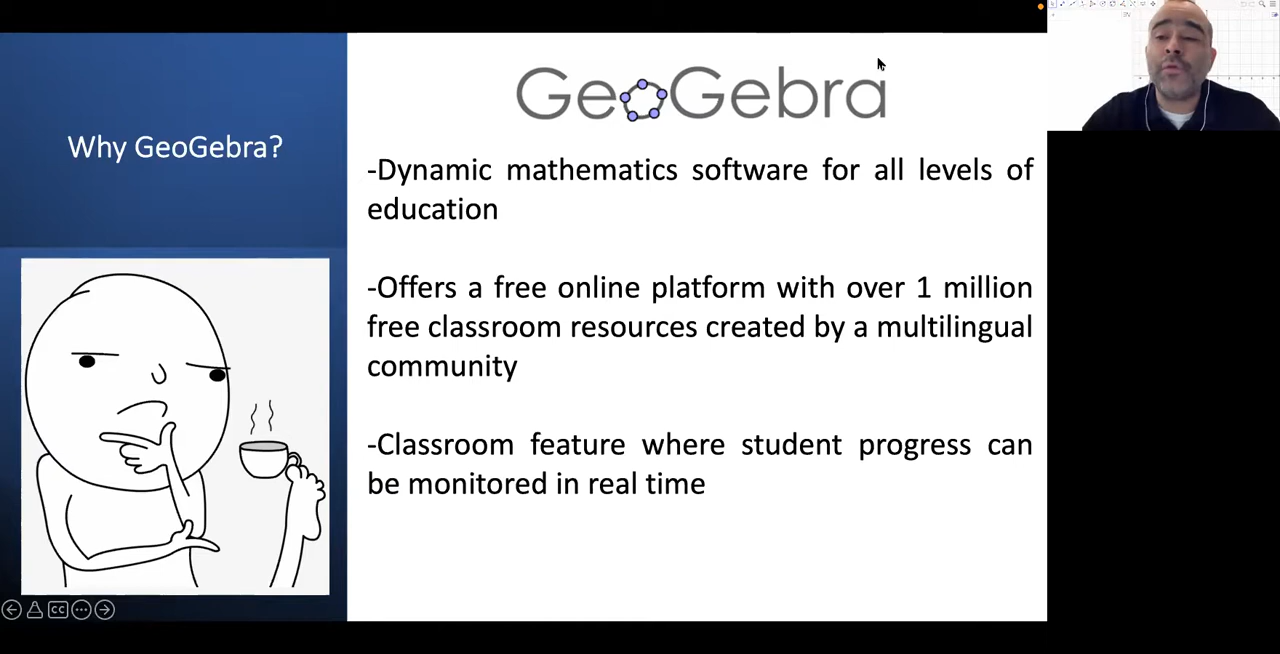 Why GeoGebra?
GeoGebra
-Dynamic mathematics software for all levels of
education
-Offers a free online platform with over 1 million
free classroom resources created by a multilingual
community
-Classroom feature where student progress can
be monitored in real time
CC